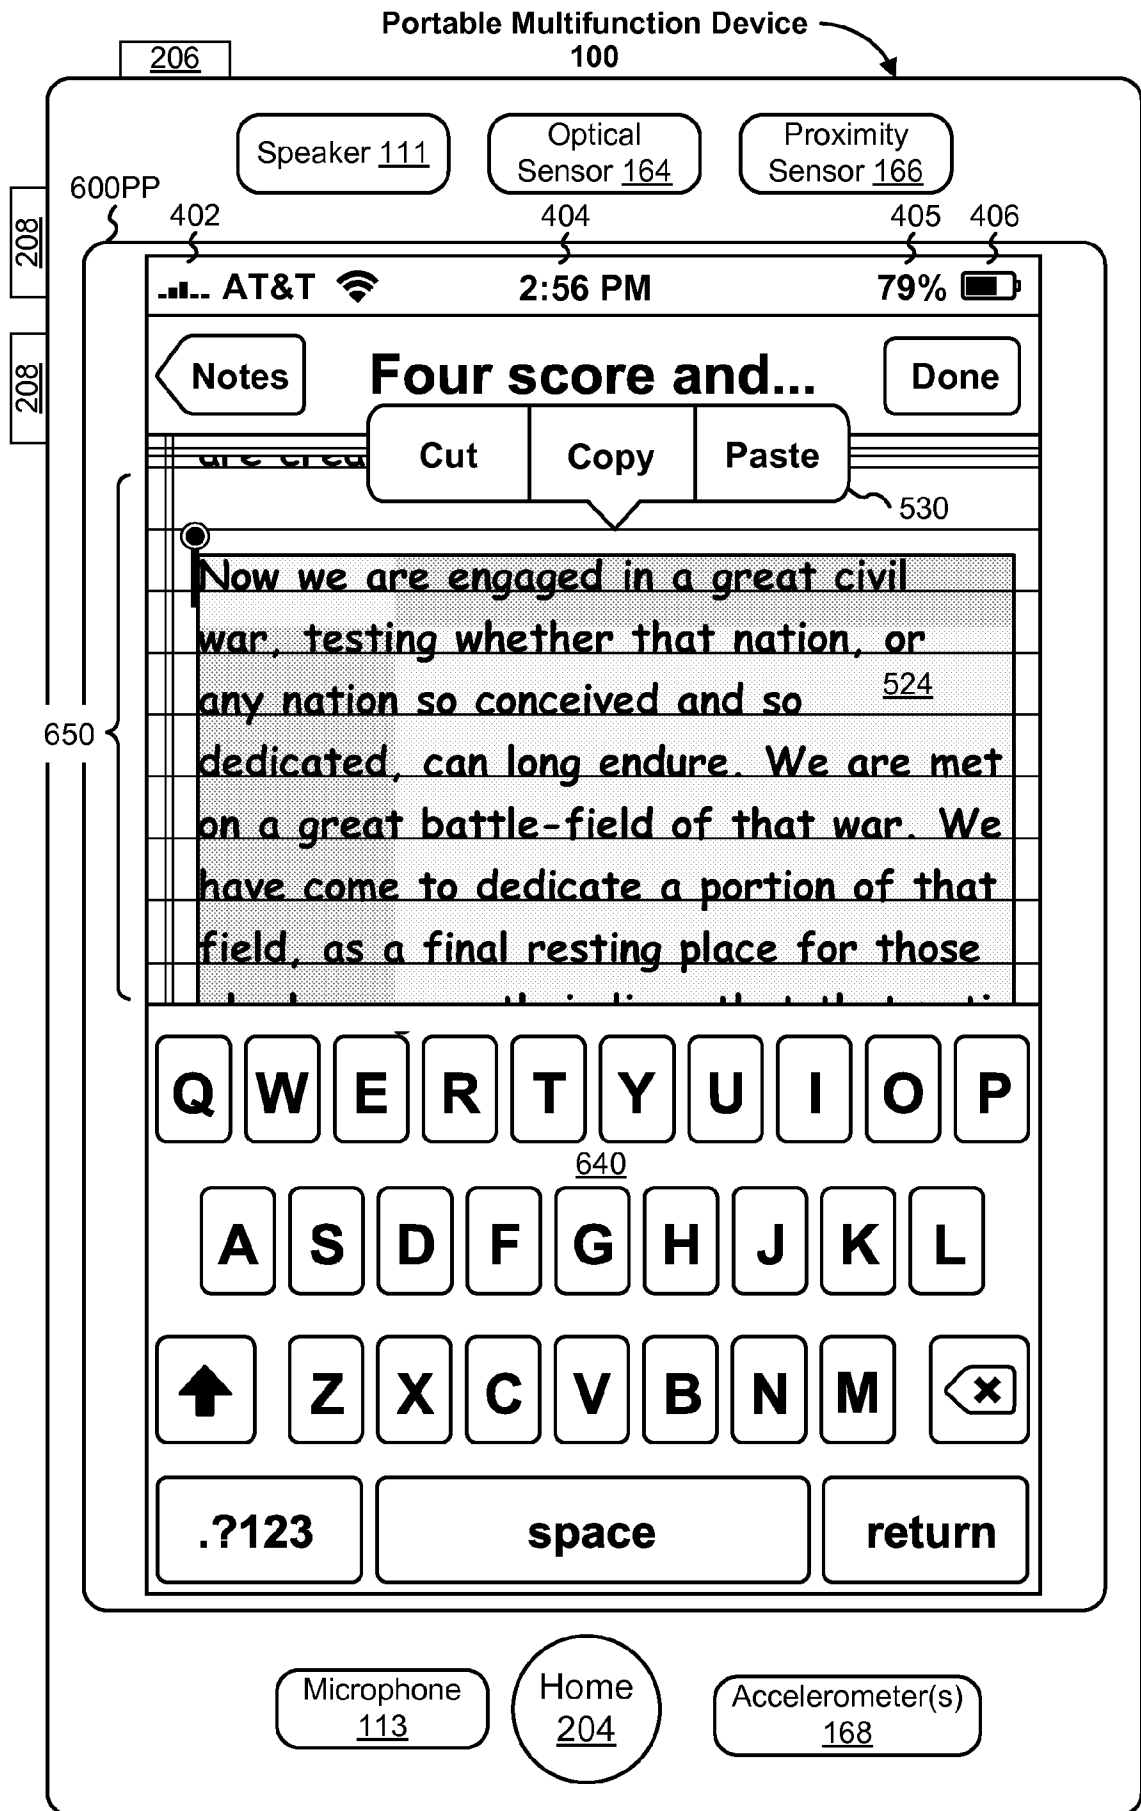 Portable Multifunction Device
100
206
Speaker 111
Optical
Sensor 164
Proximity
Sensor 166
600PP
402
404
405
406
208
208
AT&T
2:56 PM
79%
Notes
Four score and...
Done
are crea
Cut
Copy
Paste
530
Now we are engaged in a great civil
war, testing whether that nation, or
any nation so conceived and so
524
650
dedicated, can long endure. We are met
on a great battle-field of that war. We
have come to dedicate a portion of that
field, as a final resting place for those
Q W E R T Y U I O P
640
A S D F G H J K L
Z X C V B N M
.?123
space
return
Microphone
113
Home
204
Accelerometer(s)
168